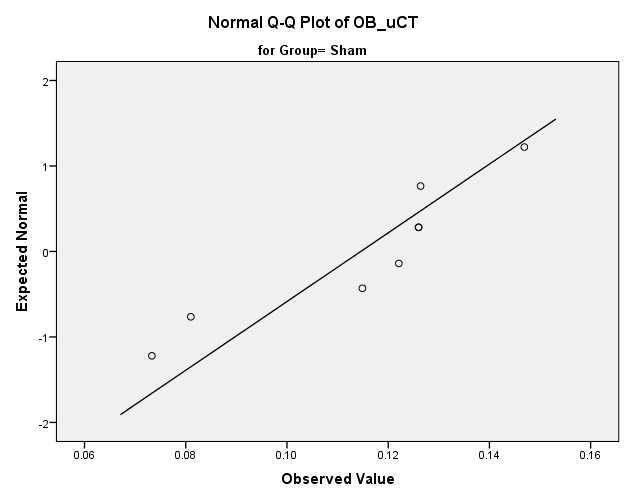 Normal Q-Q Plot of OB_uCT
for Group= Sham
2
1
0
-1
-2
Expected Normal
0.06 0.08 0.10 0.12 0.14 0.16
Observed Value